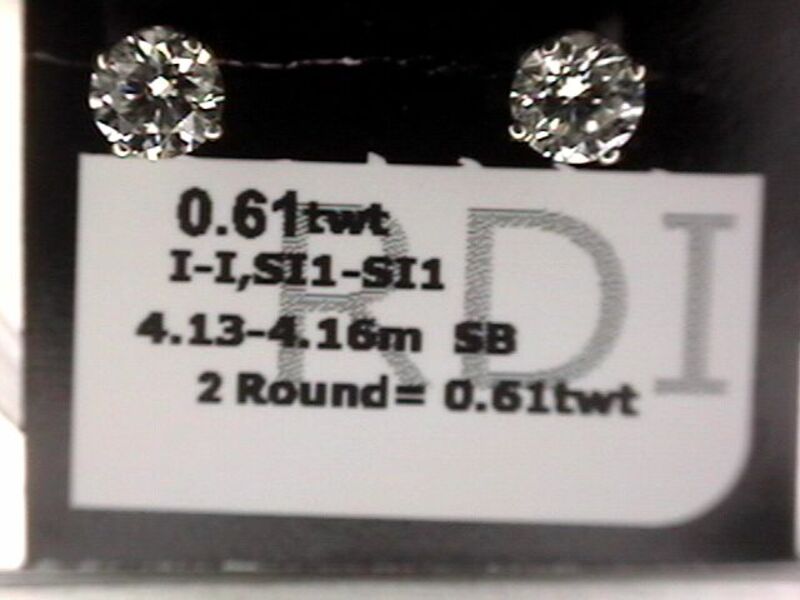 RDI
0.61twt
I-I,SI1-SI1
4.13-4.16m SB
2 Round= 0.61twt